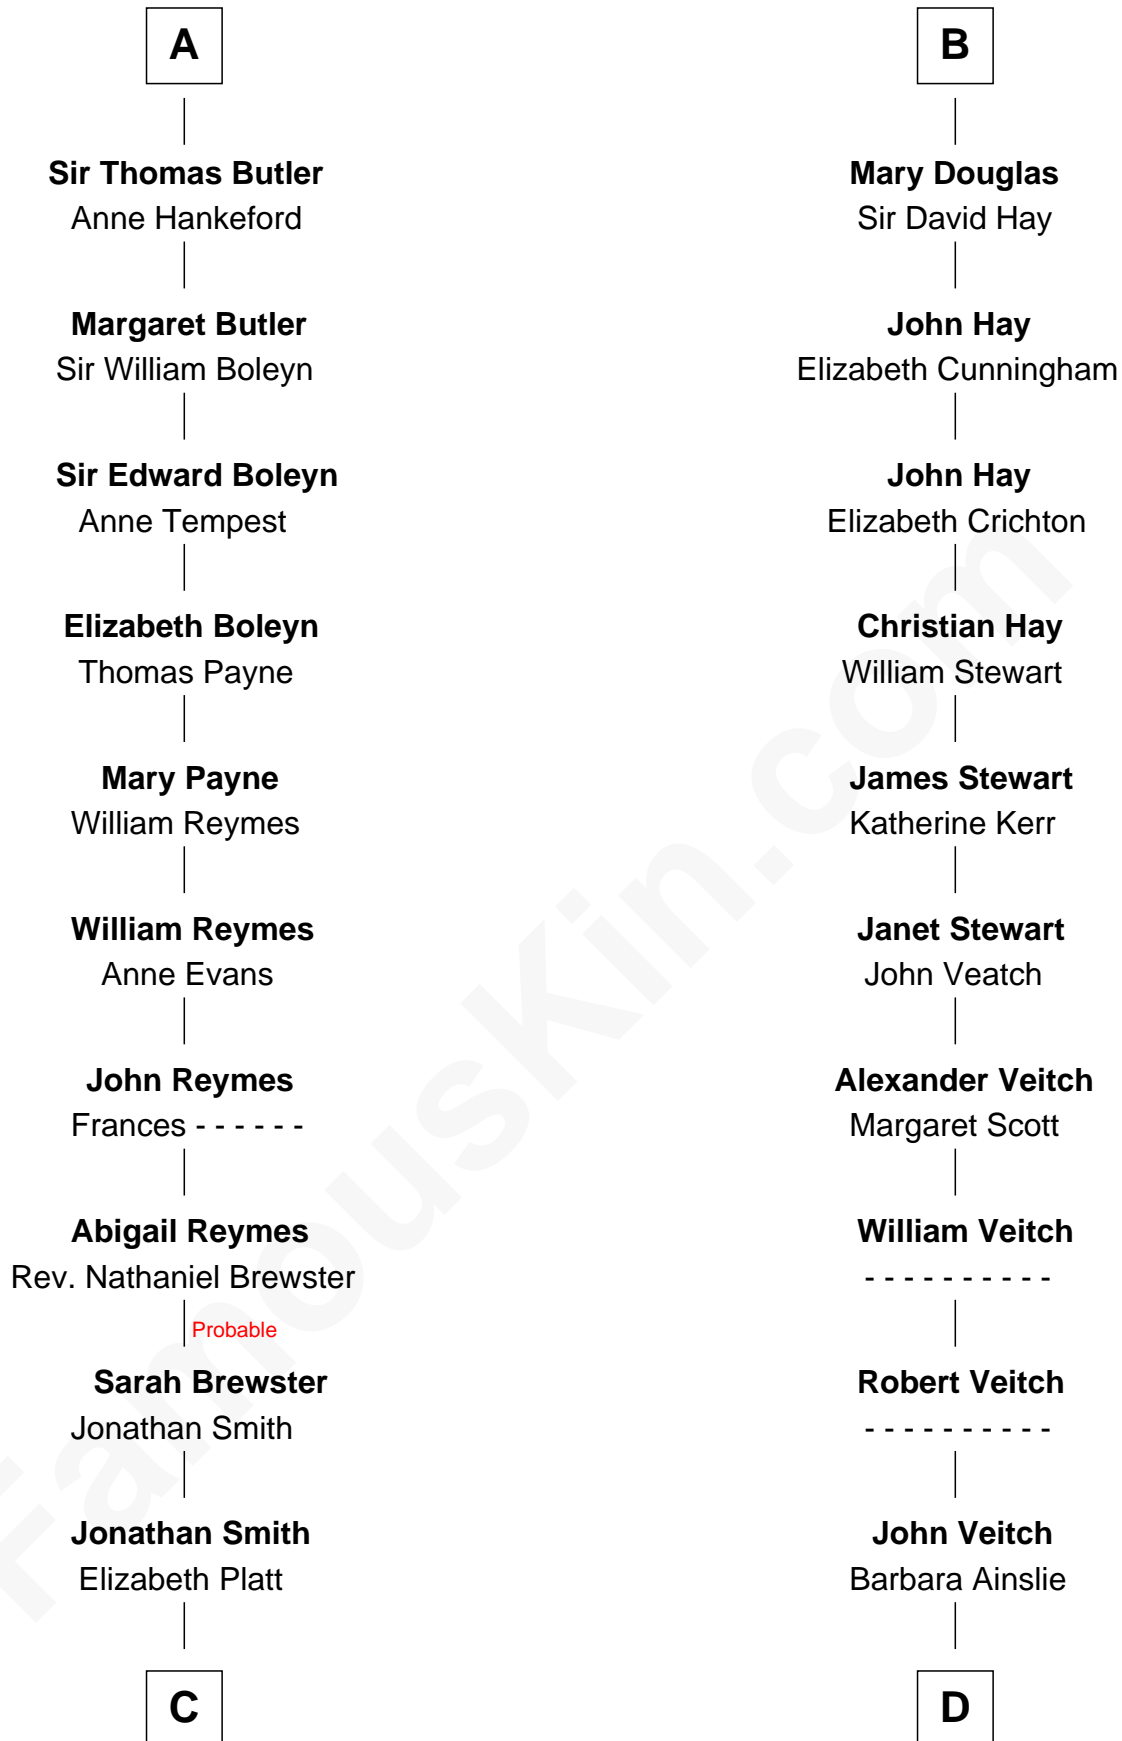 A
Sir Thomas Butler
Anne Hankeford
Margaret Butler
Sir William Boleyn
Sir Edward Boleyn
Anne Tempest
Elizabeth Boleyn
Thomas Payne
Mary Payne
William Reymes
William Reymes
Anne Evans
John Reymes
Frances - - - - - -
Abigail Reymes
Rev. Nathaniel Brewster
Probable
Sarah Brewster
Jonathan Smith
Jonathan Smith
Elizabeth Platt
C
B
Mary Douglas
Sir David Hay
John Hay
Elizabeth Cunningham
John Hay
Elizabeth Crichton
Christian Hay
William Stewart
James Stewart
Katherine Kerr
Janet Stewart
John Veatch
Alexander Veitch
Margaret Scott
William Veitch
- - - - - - - - - -
Robert Veitch
- - - - - - - - - -
John Veitch
Barbara Ainslie
D
FamousKin.com